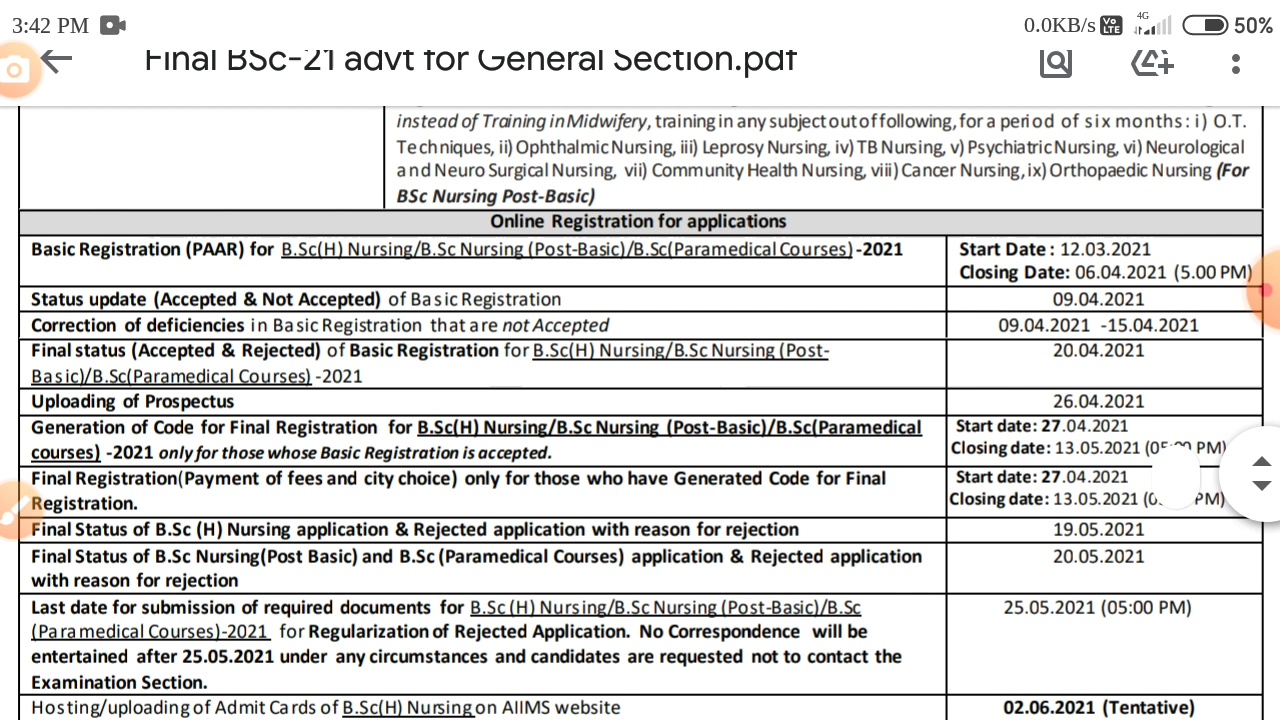 3:42 PM
0.0KB/s Vo LTE 4G 50%
Final BSc-21 advt for General Section.pdf
instead of Training in Midwifery, training in any subject out of following, for a period of six months: i) O.T.
Techniques, ii) Ophthalmic Nursing, iii) Leprosy Nursing, iv) TB Nursing, v) Psychiatric Nursing, vi) Neurological
and Neuro Surgical Nursing, vii) Community Health Nursing, viii) Cancer Nursing, ix) Orthopaedic Nursing (For
BSc Nursing Post-Basic)
Online Registration for applications
Basic Registration (PAAR) for B.Sc(H) Nursing/B.Sc Nursing (Post-Basic)/B.Sc(Paramedical Courses) -2021
Start Date : 12.03.2021
Closing Date: 06.04.2021 (5.00 PM)
Status update (Accepted & Not Accepted) of Basic Registration
09.04.2021
Correction of deficiencies in Basic Registration that are not Accepted
09.04.2021 -15.04.2021
Final status (Accepted & Rejected) of Basic Registration for B.Sc(H) Nursing/B.Sc Nursing (Post-
Basic)/B.Sc(Paramedical Courses) -2021
20.04.2021
Uploading of Prospectus
26.04.2021
Generation of Code for Final Registration for B.Sc(H) Nursing/B.Sc Nursing (Post-Basic)/B.Sc(Paramedical
courses) -2021 only for those whose Basic Registration is accepted.
Start date: 27.04.2021
Closing date: 13.05.2021 PM)
Final Registration(Payment of fees and city choice) only for those who have Generated Code for Final
Registration.
Start date: 27.04.2021
Closing date: 13.05.2021 PM)
Final Status of B.Sc (H) Nursing application & Rejected application with reason for rejection
19.05.2021
Final Status of B.Sc Nursing(Post Basic) and B.Sc (Paramedical Courses) application & Rejected application
with reason for rejection
20.05.2021
Last date for submission of required documents for B.Sc (H) Nursing/B.Sc Nursing (Post-Basic)/B.Sc
(Paramedical Courses)-2021 for Regularization of Rejected Application. No Correspondence will be
entertained after 25.05.2021 under any circumstances and candidates are requested not to contact the
Examination Section.
25.05.2021 (05:00 PM)
Hosting/uploading of Admit Cards of B.Sc(H) Nursing on AIIMS website
02.06.2021 (Tentative)